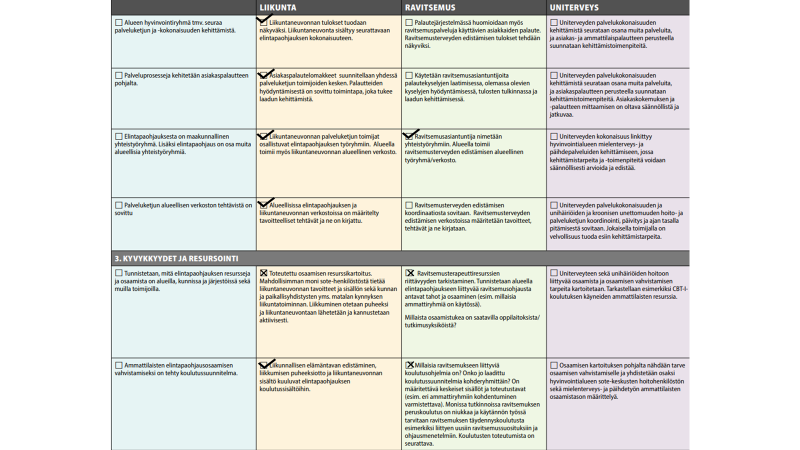 LIIKUNTA
RAVITSEMUS
UNITERVEYS
Alueen hyvinvointiryhmä tmv. seuraa
palveluketjun ja -kokonaisuuden kehittämistä.
Liikuntaneuvonnan tulokset tuodaan
näkyväksi. Liikuntaneuvonta sisältyy seurattavaan
elintapaohjauksen kokonaisuuteen.
Palautejärjestelmässä huomioidaan myös
ravitsemuspalveluja käyttävien asiakkaiden palaute.
Ravitsemusterveyden edistämisen tulokset tehdään
näkyviksi.
Uniterveyden palvelukokonaisuuden
kehittämistä seurataan osana muita palveluita,
ja asiakas- ja ammattilaispalautteen perusteella
suunnataan kehittämistoimenpiteitä.
Palveluprosesseja kehitetään asiakaspalautteen
pohjalta.
Asiakaspalautelomakkeet suunnitellaan yhdessä
palveluketjun toimijoiden kesken. Palautteiden
hyödyntämisestä on sovittu toimintapa, joka tukee
laadun kehittämistä.
Käytetään ravitsemusasiantuntijoita
palautekyselyjen laatimisessa, olemassa olevien
kyselyjen hyödyntämisessä, tulosten tulkinnassa ja
laadun kehittämisessä.
Uniterveyden palvelukokonaisuuden
kehittämistä seurataan osana muita palveluita,
ja asiakaspalautteen perusteella suunnataan
kehittämistoimenpiteitä. Asiakaskokemuksen ja
-palautteen mittaamisen on oltava säännöllistä ja
jatkuvaa.
Elintapaohjauksesta on maakunnallinen
yhteistyöryhmä. Lisäksi elintapaohjaus on osa muita
alueellisia yhteistyöryhmiä.
Liikuntaneuvonnan palveluketjun toimijat
osallistuvat elintapaohjauksen työryhmiin. Alueella
toimii myös liikuntaneuvonnan alueellinen verkosto.
Ravitsemusasiantuntija nimetään
yhteistyöryhmiin. Alueella toimii
ravitsemusterveyden edistämisen alueellinen
työryhmä/verkosto.
Uniterveyden kokonaisuus linkittyy
hyvinvointialueen mielenterveys- ja
päihdepalveluiden kehittämiseen, jossa
kehittämistarpeita ja -toimenpiteitä voidaan
säännöllisesti arvioida ja edistää.
Palveluketjun alueellisen verkoston tehtävistä on
sovittu
Alueellisissa elintapaohjauksen ja
liikuntaneuvonnan verkostoissa on määritelty
tavoitteelliset tehtävät ja ne on kirjattu.
Ravitsemusterveyden edistämisen
koordinaatiosta sovitaan. Ravitsemusterveyden
edistämisen verkostoissa määritetään tavoitteet,
tehtävät ja ne kirjataan.
Uniterveyden palvelukokonaisuuden ja
unihäiriöiden ja kroonisen unettomuuden hoito- ja
palveluketjun koordinointi, päivitys ja ajan tasalla
pitämisestä sovitaan. Jokaisella toimijalla on
velvollisuus tuoda esiin kehittämistarpeita.
3. KYVYKKYYDET JA RESURSOINTI
Tunnistetaan, mitä elintapaohjauksen resursseja
ja osaamista on alueella, kunnissa ja järjestöissä sekä
muilla toimijoilla.
Toteutettu osaamisen resurssikartoitus.
Mahdollisimman moni sote-henkilöstöstä tietää
liikuntaneuvonnan tavoitteet ja sisällön sekä kunnan
ja paikallisyhdistysten yms. matalan kynnyksen
liikuntatoiminnan. Liikkuminen otetaan puheeksi
ja liikuntaneuvontaan lähetetään ja kannustetaan
aktiivisesti.
Ravitsemusterapeuttiresurssien
riittävyyden tarkistaminen. Tunnistetaan alueella
elintapaohjaukseen liittyvää ravitsemusohjausta
antavat tahot ja osaaminen (esim. millaisia
ammattiryhmiä on käytössä).
Millaista osaamistukea on saatavilla oppilaitoksista/
tutkimusyksiköistä?
Uniterveyteen sekä unihäiriöiden hoitoon
liittyvää osaamista ja osaamisen vahvistamisen
tarpeita kartoitetaan. Tarkastellaan esimerkiksi CBT-I-
koulutuksen käyneiden ammattilaisten resurssia.
Ammattilaisten elintapaohjausosaamisen
vahvistamiseksi on tehty koulutussuunnitelma.
Liikunnallisen elämäntavan edistäminen,
liikkumisen puheeksiotto ja liikuntaneuvonnan
sisältö kuuluvat elintapaohjauksen
koulutussisältöihin.
Millaisia ravitsemukseen liittyviä
koulutusohjelmia on? Onko jo laadittu
koulutussuunnitelmia kohderyhmittäin? On
määritettävä keskeiset sisällöt ja toteutustavat
(esim. eri ammattiryhmiin kohdentuminen
varmistettava). Monissa tutkinnoissa ravitsemuksen
peruskoulutus on niukkaa ja käytännön työssä
tarvitaan ravitsemuksen täydennyskoulutusta
esimerkiksi liittyen uusiin ravitsemussuosituksiin ja
ohjausmenetelmiin. Koulutusten toteutumista on
seurattava.
Osaamisen kartoituksen pohjalta nähdään tarve
osaamisen vahvistamiselle ja yhdistetään osaksi
hyvinvointialueen sote-keskusten hoitohenkilöstön
sekä mielenterveys- ja päihdetyön ammattilaisten
osaamistason määrittelyä.